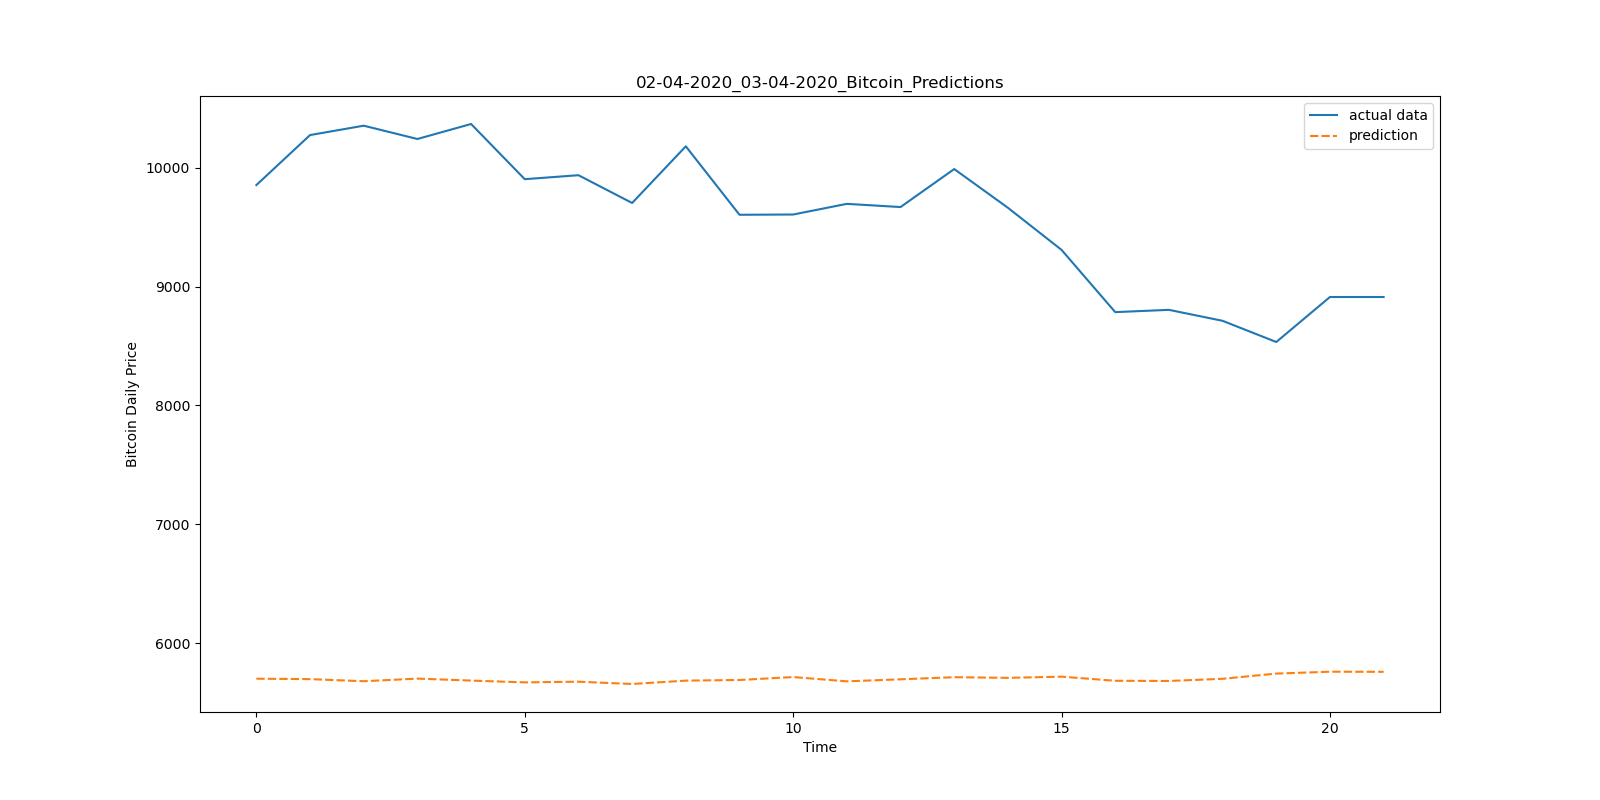 02-04-2020_03-04-2020_Bitcoin_Predictions
actual data
prediction
10000
9000
8000
7000
6000
Bitcoin Daily Price
0 5 10 15 20
Time